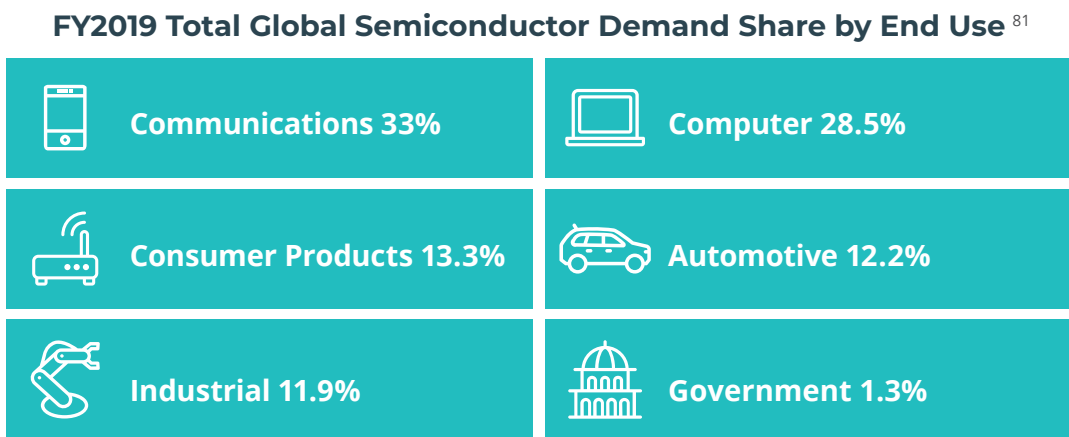 FY2019 Total Global Semiconductor Demand Share by End Use 81
Communications 33%
Computer 28.5%
Consumer Products 13.3%
Automotive 12.2%
Industrial 11.9%
Government 1.3%